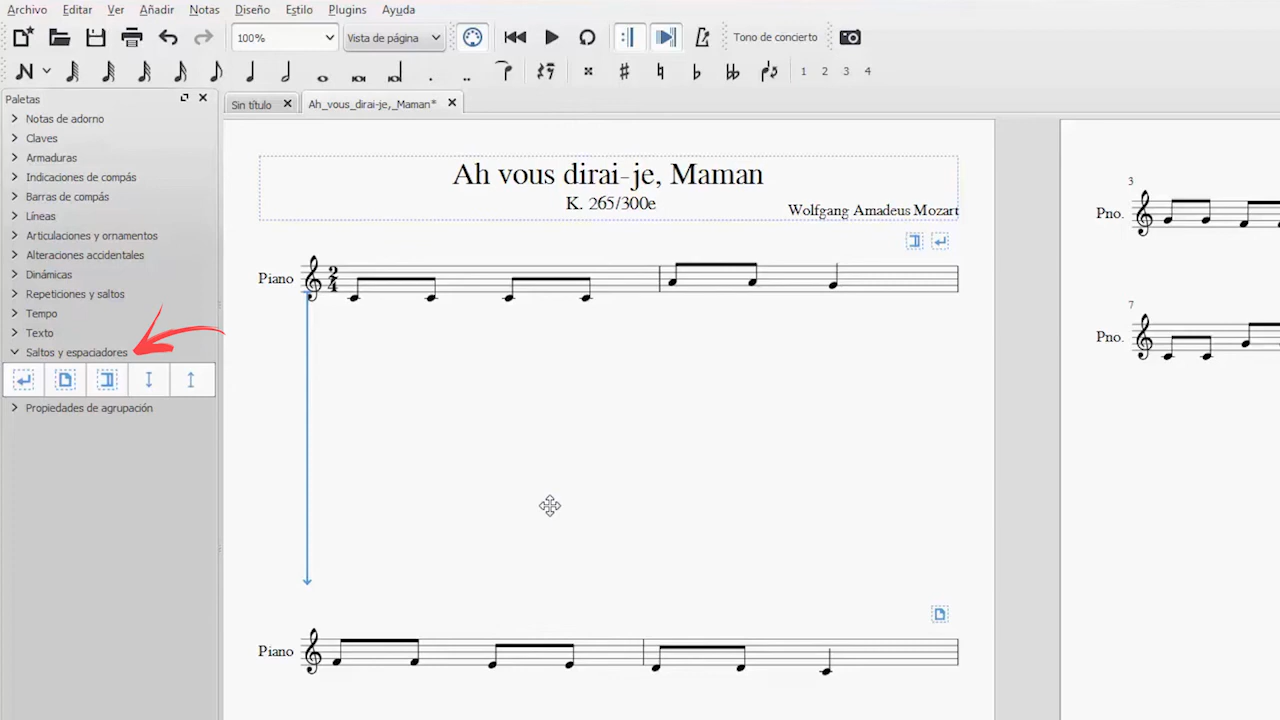 Archivo Editar Ver Añadir Notas Diseño Estilo Plugins Ayuda
100% Vista de página Tono de concierto
1 2 3 4
Paletas
Sin título Ah_vous_dirai-je,_Maman*
Notas de adorno
Claves
Armaduras
Indicaciones de compás
Barras de compás
Líneas
Articulaciones y ornamentos
Alteraciones accidentales
Dinámicas
Repeticiones y saltos
Tempo
Texto
Saltos y espaciadores
Propiedades de agrupación
Ah vous dirai-je, Maman
K. 265/300e
Wolfgang Amadeus Mozart
Piano
2
4
Piano
3
Pno.
7
Pno.